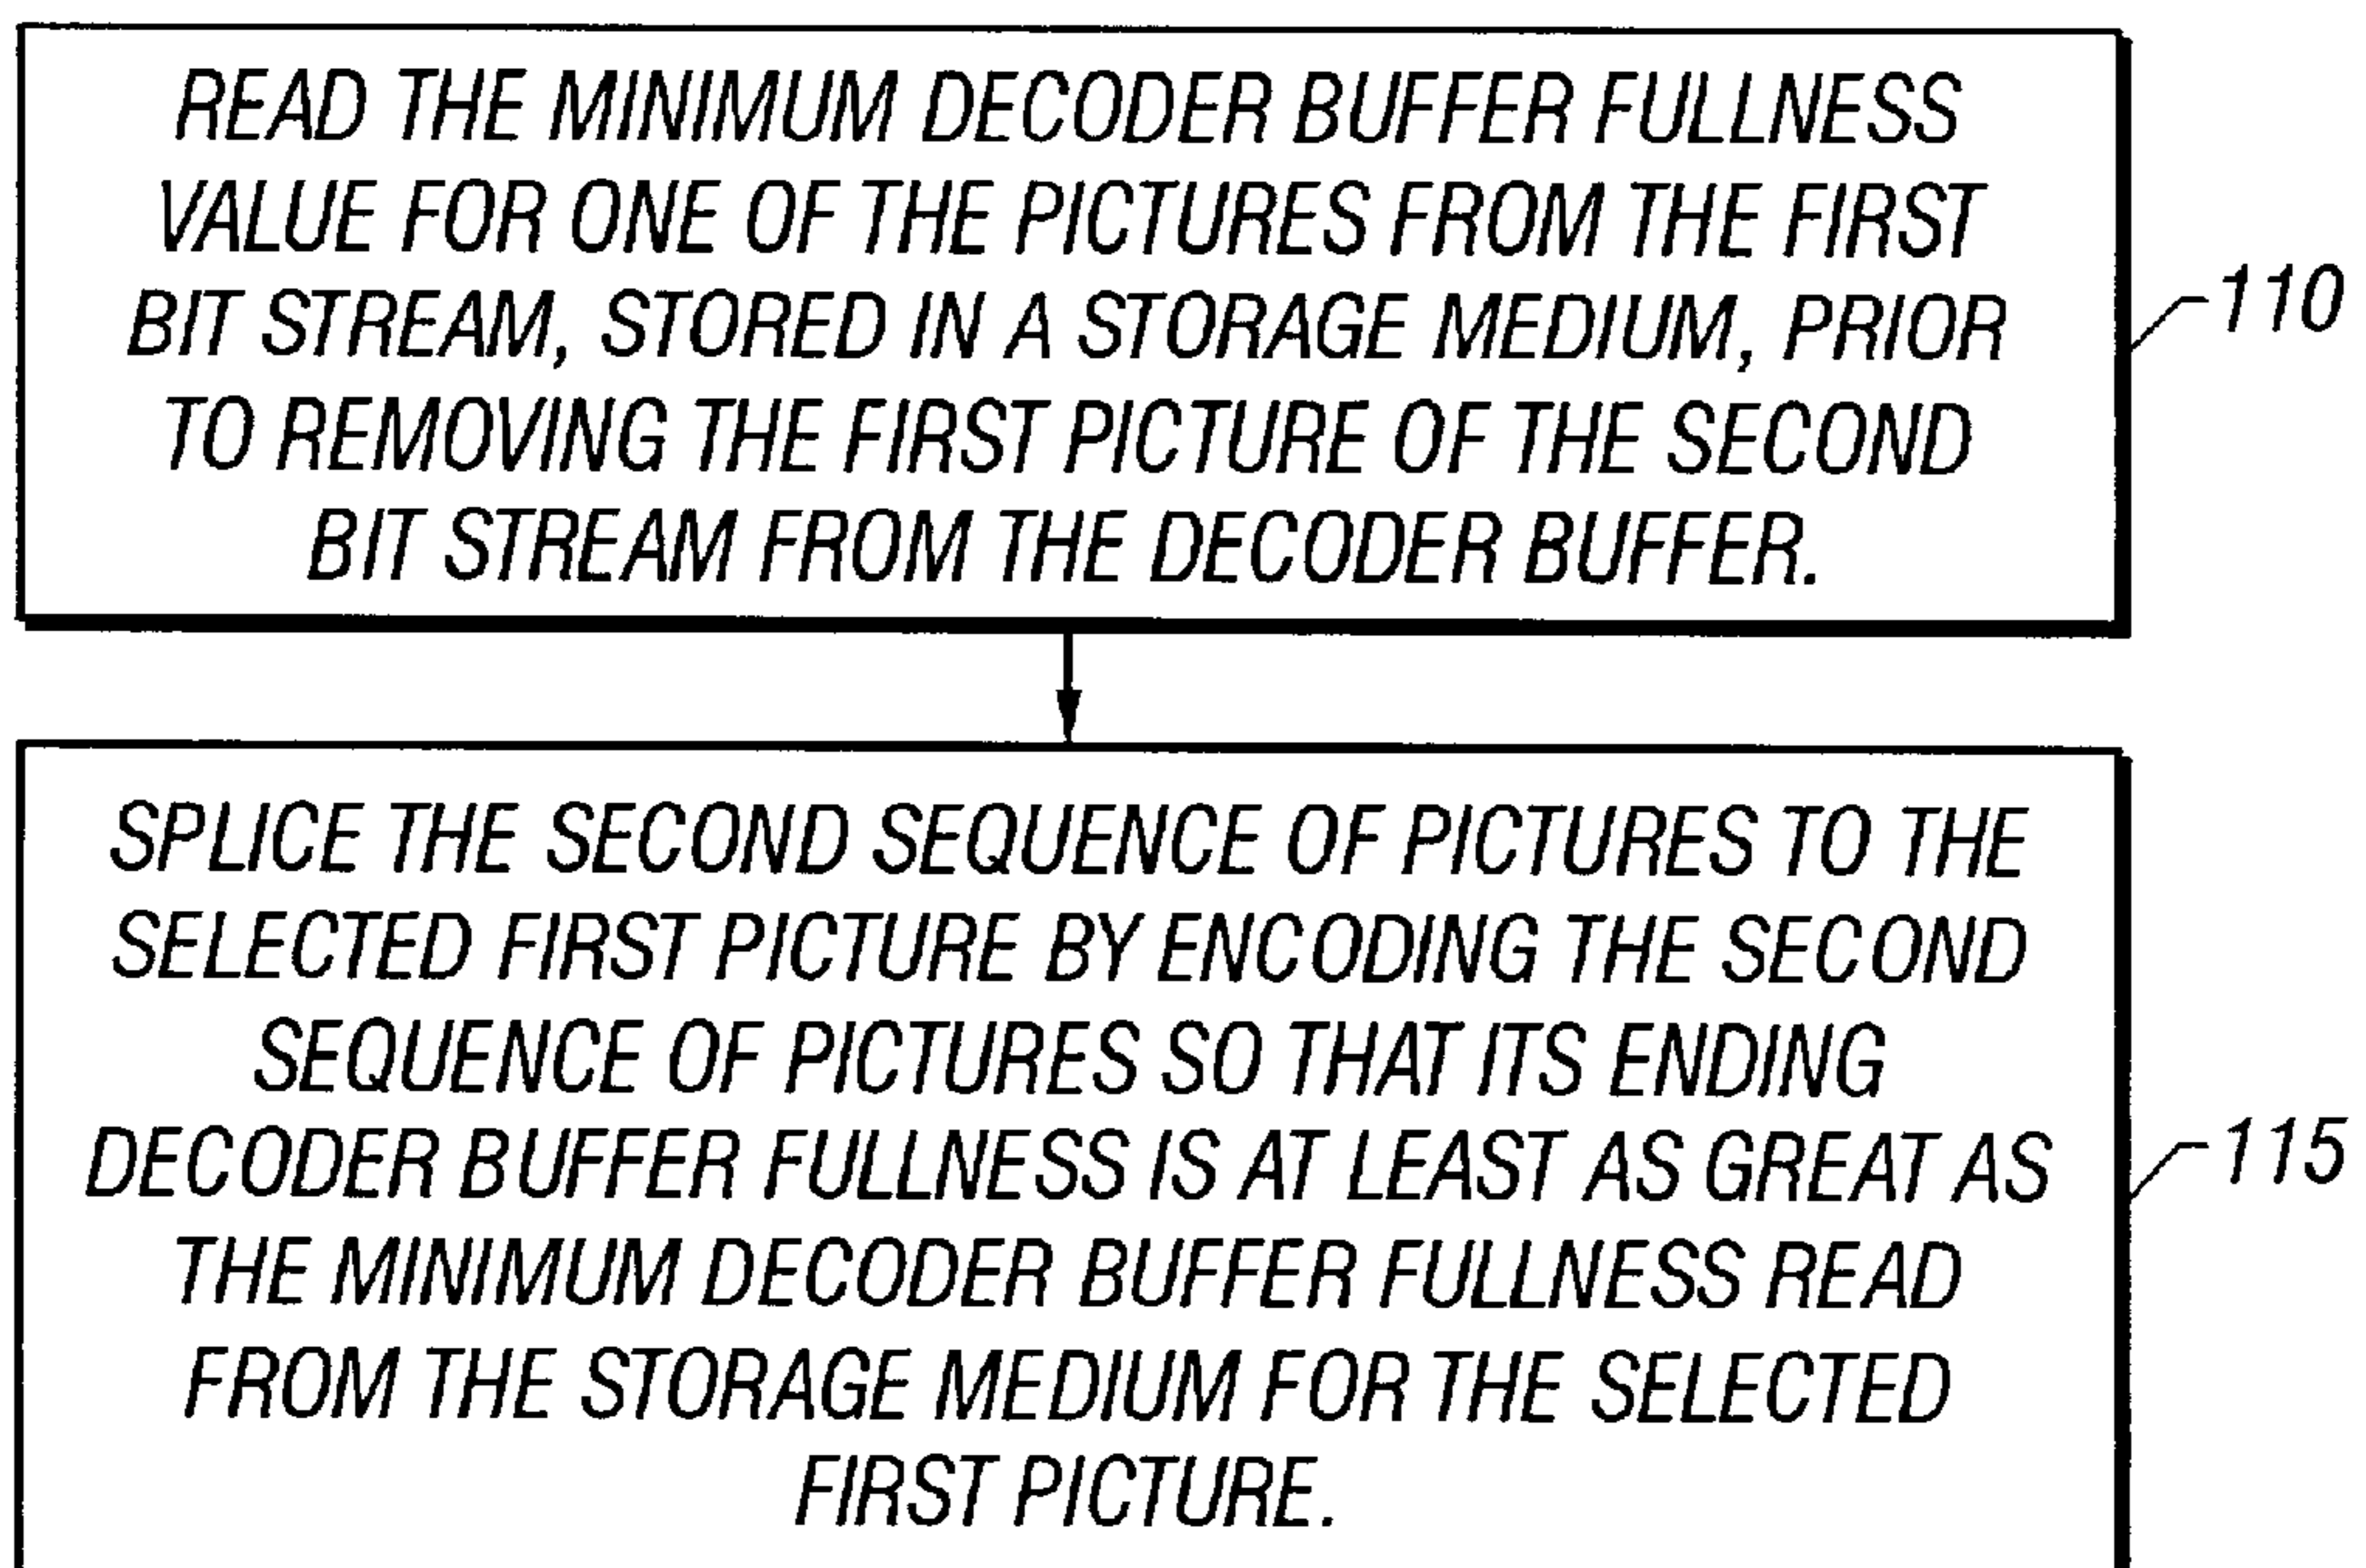 READ THE MINIMUM DECODER BUFFER FULLNESS
VALUE FOR ONE OF THE PICTURES FROM THE FIRST
BIT STREAM, STORED IN A STORAGE MEDIUM, PRIOR
TO REMOVING THE FIRST PICTURE OF THE SECOND
BIT STREAM FROM THE DECODER BUFFER.
110
SPLICE THE SECOND SEQUENCE OF PICTURES TO THE
SELECTED FIRST PICTURE BY ENCODING THE SECOND
SEQUENCE OF PICTURES SO THAT ITS ENDING
DECODER BUFFER FULLNESS IS AT LEAST AS GREAT AS
THE MINIMUM DECODER BUFFER FULLNESS READ
FROM THE STORAGE MEDIUM FOR THE SELECTED
FIRST PICTURE.
115